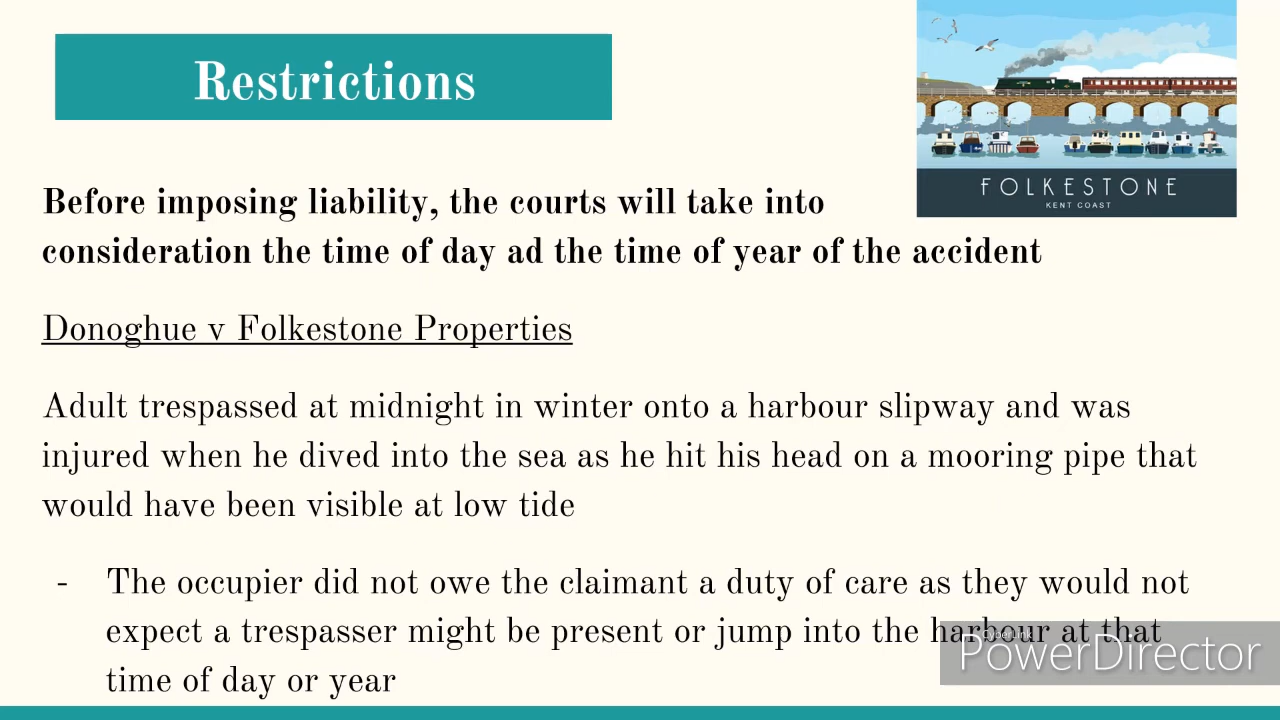 Restrictions
FOLKESTONE
KENT COAST
Before imposing liability, the courts will take into
consideration the time of day ad the time of year of the accident
Donoghue v Folkestone Properties
Adult trespassed at midnight in winter onto a harbour slipway and was
injured when he dived into the sea as he hit his head on a mooring pipe that
would have been visible at low tide
- The occupier did not owe the claimant a duty of care as they would not
expect a trespasser might be present or jump into the harbour at that
time of day or year
CyberLink
PowerDirector